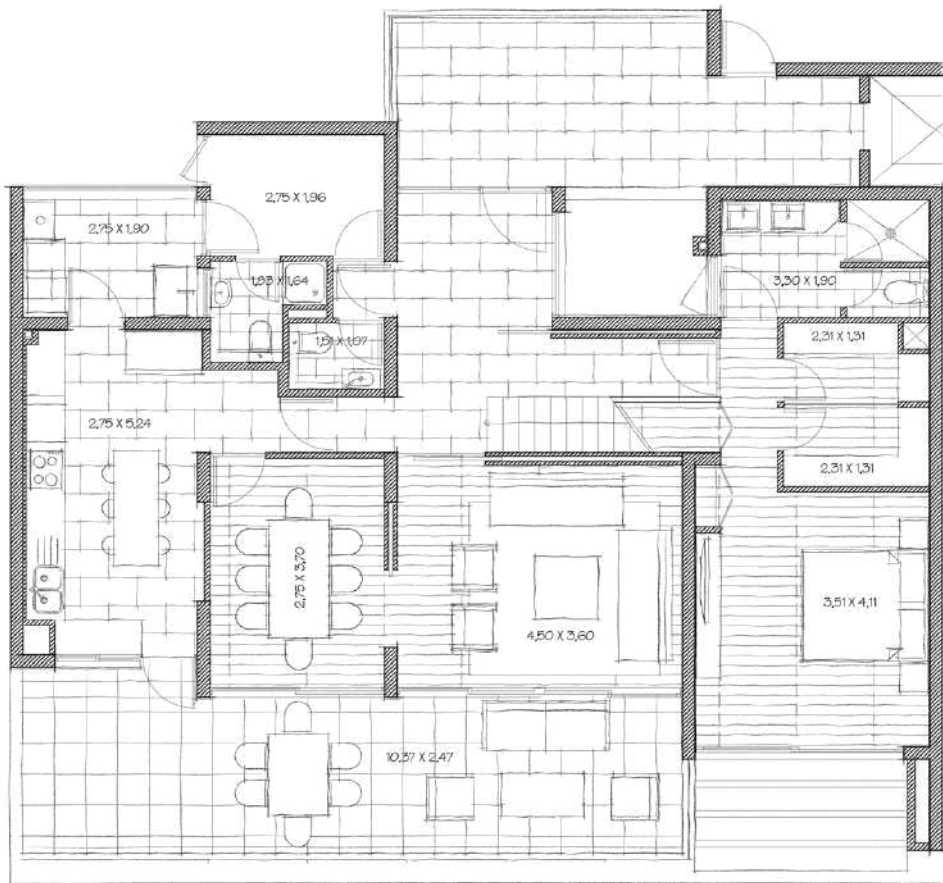 2,75 X 1,96
2,75 X 1,90
1,53 X 1,64
3,30 X 1,90
1,51 X 1,07
2,31 X 1,31
2,75 X 5,24
2,31 X 1,31
2,75 X 3,70
3,51 X 4,11
4,50 X 3,60
10,37 X 2,47